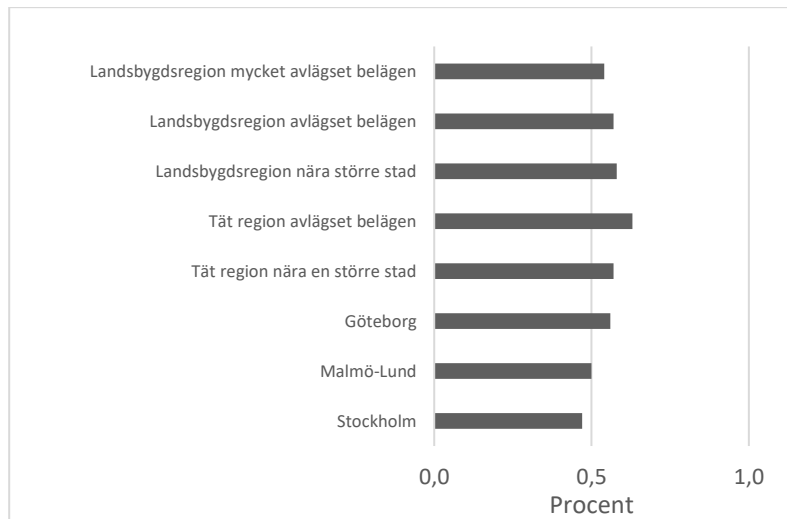 Landsbygdsregion mycket avlägset belägen
Landsbygdsregion avlägset belägen
Landsbygdsregion nära större stad
Tät region avlägset belägen
Tät region nära en större stad
Göteborg
Malmö-Lund
Stockholm
0,0 0,5 1,0
Procent